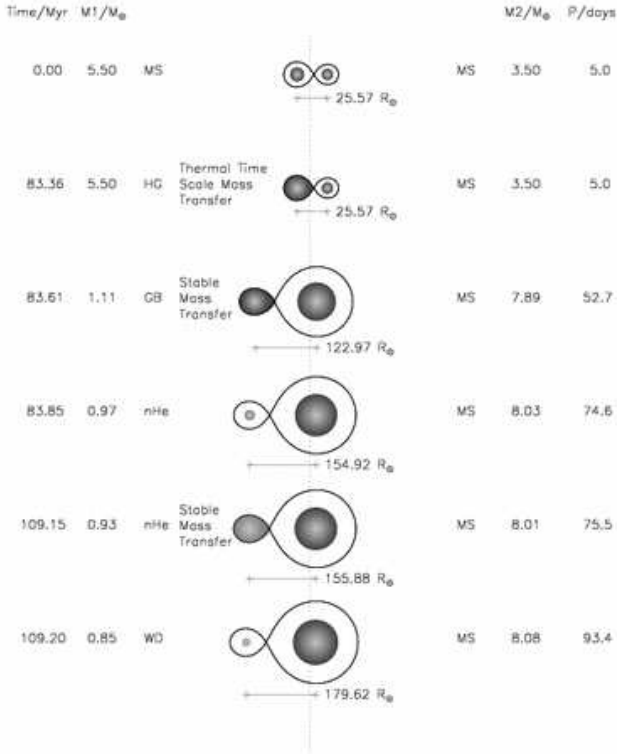 Time/Myr M1/M⊙ M2/M⊙ P/days
0.00 5.50 MS MS 3.50 5.0
25.57 R⊙
Thermal Time
83.36 5.50 HG Scale Mass MS 3.50 5.0
Transfer
25.57 R⊙
Stable
83.61 1.11 GB Mass MS 7.89 52.7
Transfer
122.97 R⊙
83.85 0.97 nHe MS 8.03 74.6
154.92 R⊙
Stable
109.15 0.93 nHe Mass MS 8.01 75.5
Transfer
155.88 R⊙
109.20 0.85 WD MS 8.08 93.4
179.62 R⊙